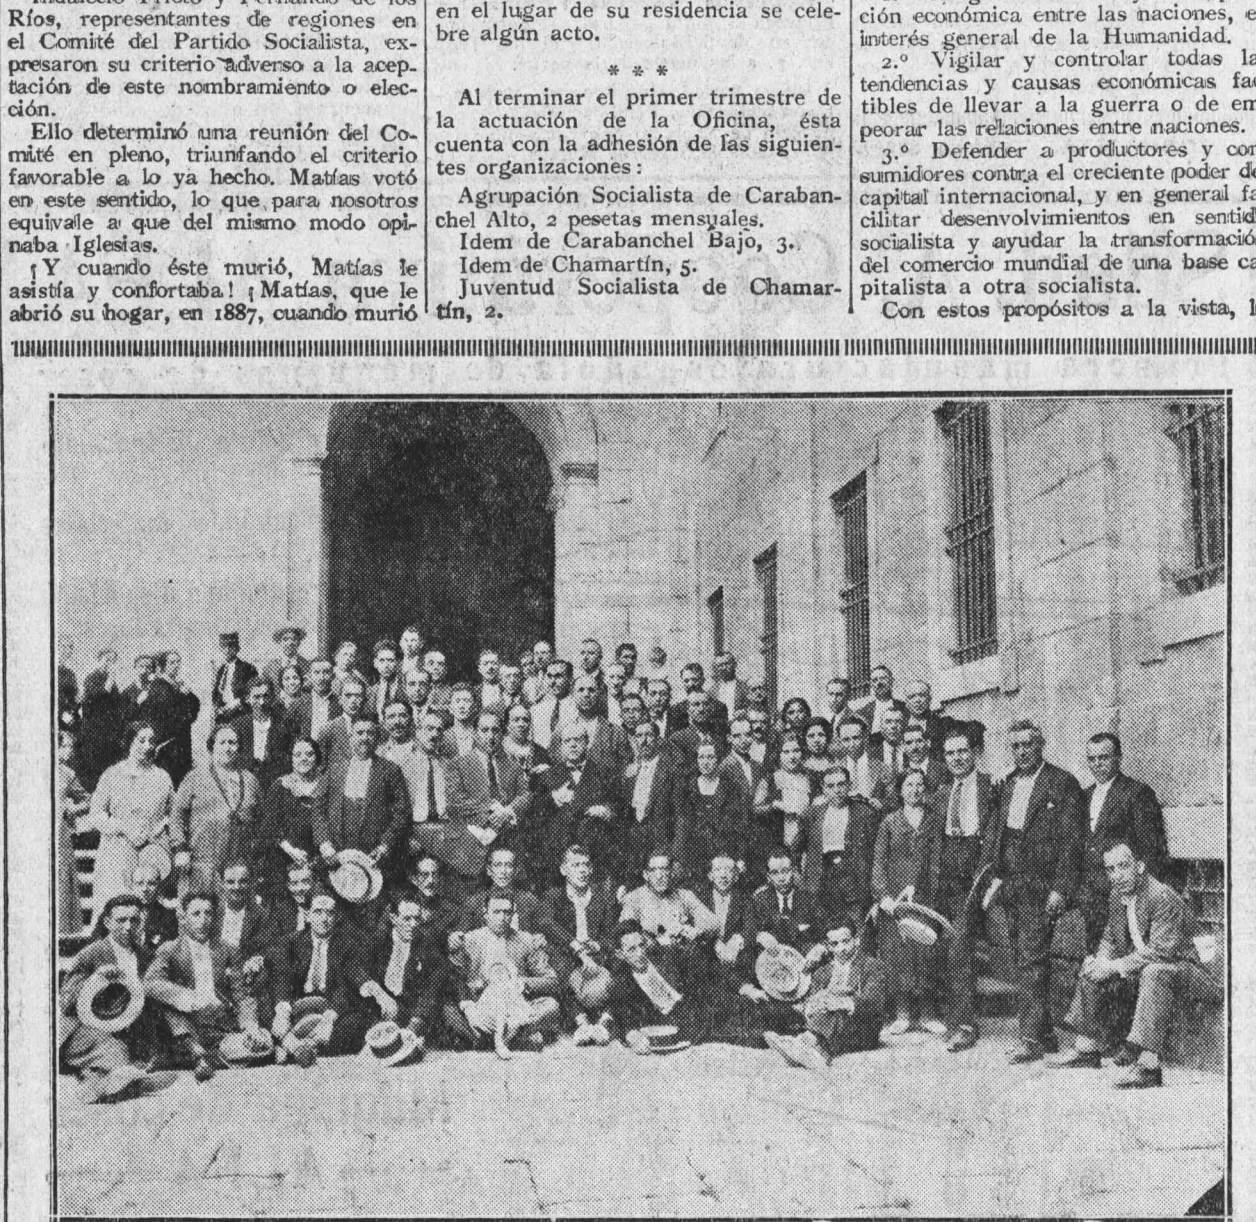 Ríos, representantes de regiones en
el Comité del Partido Socialista, ex-
presaron su criterio adverso a la acep-
tación de este nombramiento o elec-
ción.
Ello determinó una reunión del Co-
mité en pleno, triunfando el criterio
favorable a lo ya hecho. Matías votó
en este sentido, lo que para nosotros
equivale a que del mismo modo opi-
naba Iglesias.
¡Y cuando éste murió, Matías le
asistía y confortaba! ¡Matías, que le
abrió su hogar, en 1887, cuando murió
en el lugar de su residencia se cele-
bre algún acto.
* * *
Al terminar el primer trimestre de
la actuación de la Oficina, ésta
cuenta con la adhesión de las siguien-
tes organizaciones:
Agrupación Socialista de Caraban-
chel Alto, 2 pesetas mensuales.
Idem de Carabanchel Bajo, 3.
Idem de Chamartín, 5.
Juventud Socialista de Chamar-
tín, 2.
ción económica entre las naciones, e
interés general de la Humanidad.
2.º Vigilar y controlar todas la
tendencias y causas económicas fac
tibles de llevar a la guerra o de em
peorar las relaciones entre naciones.
3.º Defender a productores y con
sumidores contra el creciente poder de
capital internacional, y en general fa
cilitar desenvolvimientos en sentid
socialista y ayudar la transformació
del comercio mundial de una base ca
pitalista a otra socialista.
Con estos propósitos a la vista, l